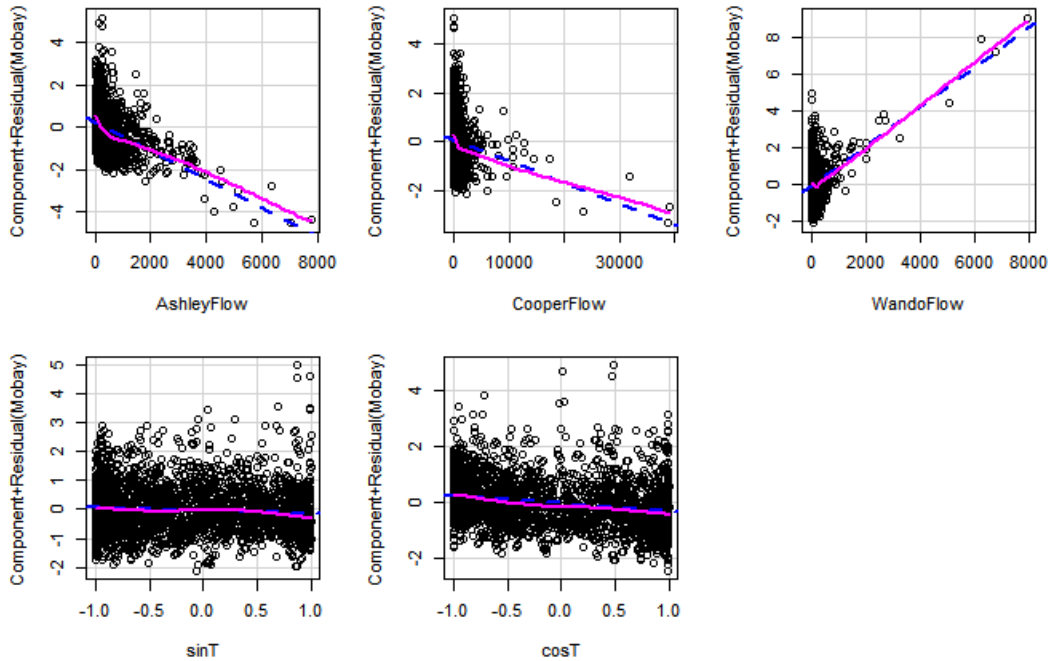 Component+Residual(Mobay)
4
2
0
-2
-4
0 2000 4000 6000 8000
AshleyFlow
Component+Residual(Mobay)
4
2
0
-2
0 10000 30000
CooperFlow
Component+Residual(Mobay)
8
6
4
2
0
-2
0 2000 4000 6000 8000
WandoFlow
Component+Residual(Mobay)
5
4
3
2
1
0
-1
-2
-1.0 -0.5 0.0 0.5 1.0
sinT
Component+Residual(Mobay)
4
2
0
-2
-1.0 -0.5 0.0 0.5 1.0
cosT